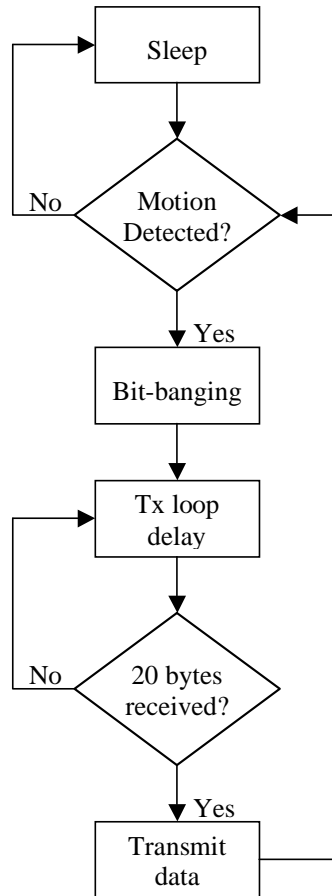 Sleep
No
Motion
Detected?
Yes
Bit-banging
Tx loop
delay
No
20 bytes
received?
Yes
Transmit
data